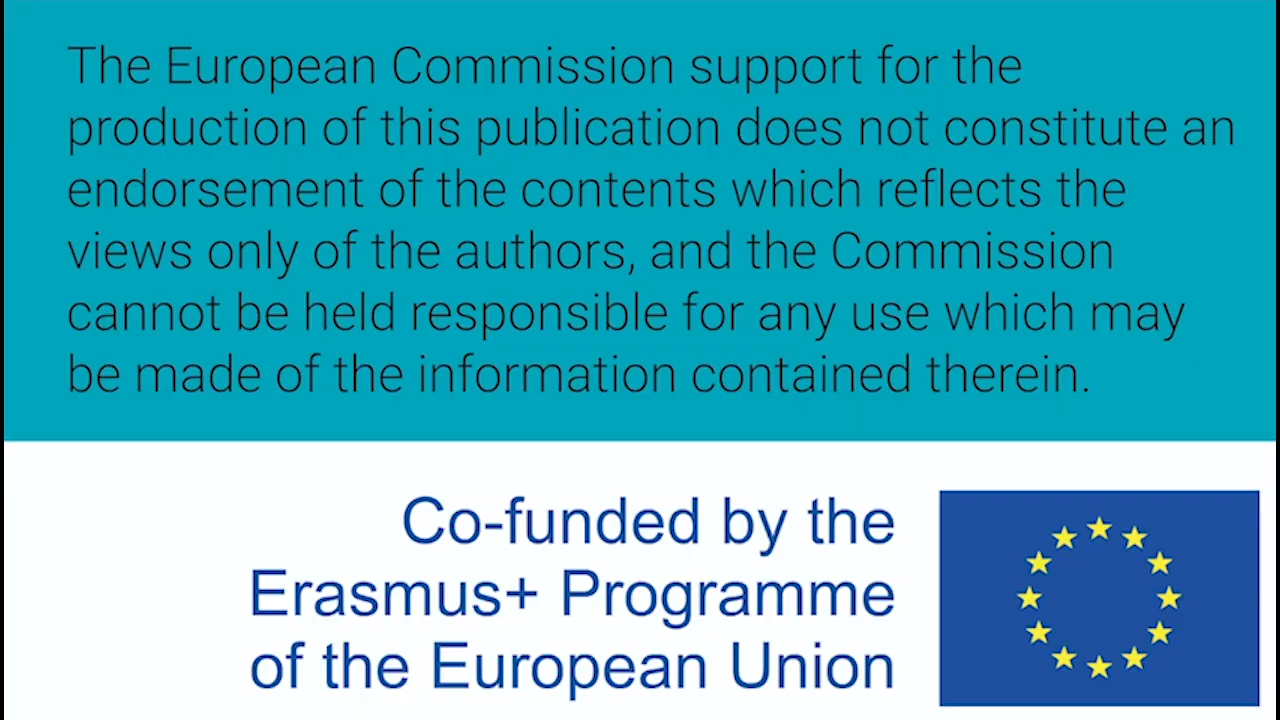 The European Commission support for the
production of this publication does not constitute an
endorsement of the contents which reflects the
views only of the authors, and the Commission
cannot be held responsible for any use which may
be made of the information contained therein.
Co-funded by the
Erasmus+ Programme
of the European Union